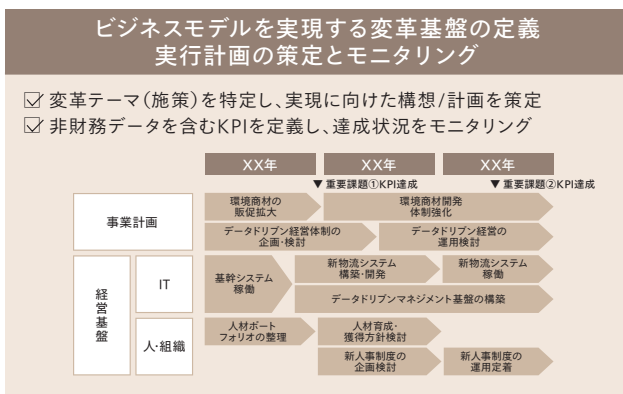 ビジネスモデルを実現する変革基盤の定義
実行計画の策定とモニタリング
変革テーマ（施策）を特定し、実現に向けた構想/計画を策定
非財務データを含むKPIを定義し、達成状況をモニタリング
XX年
XX年
XX年
▼重要課題①KPI達成
▼重要課題②KPI達成
事業計画
環境商材の
販促拡大
環境商材開発
体制強化
データドリブン経営体制の
企画・検討
データドリブン経営の
運用検討
経営基盤
IT
基幹システム
稼働
新物流システム
構築・開発
新物流システム
稼働
データドリブンマネジメント基盤の構築
人・組織
人材ポート
フォリオの整理
人材育成・
獲得方針検討
新人事制度の
企画検討
新人事制度の
運用定着